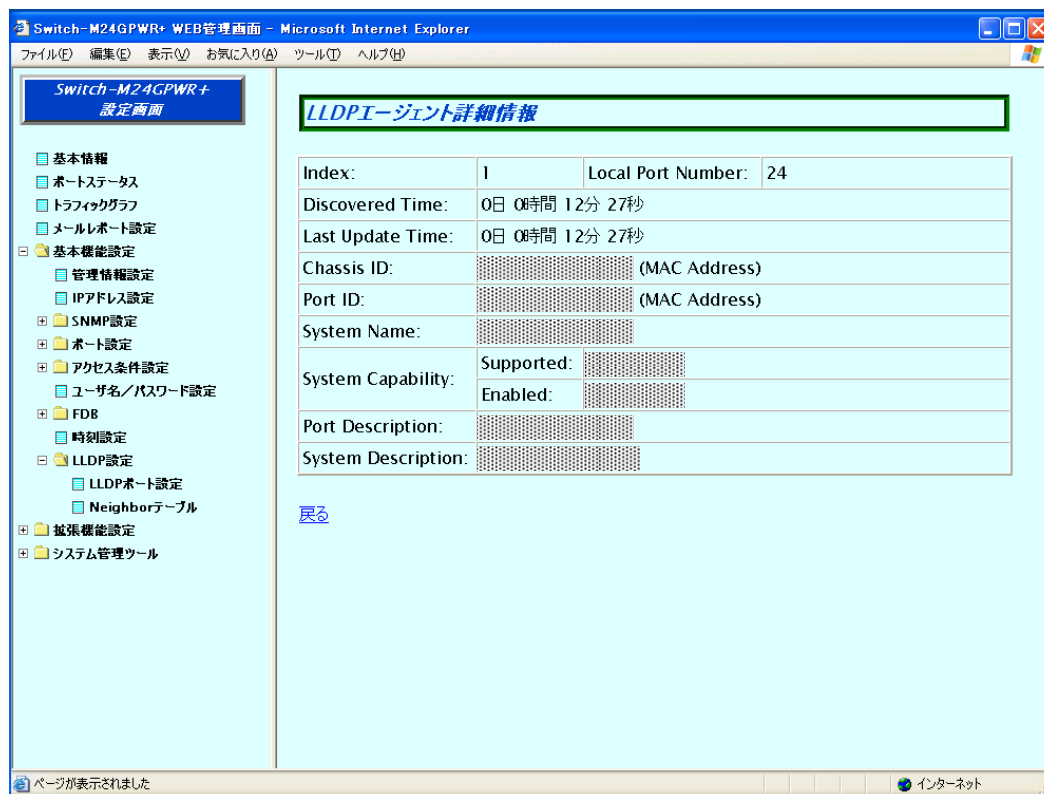 Switch-M24GPWR+ WEB管理画面 - Microsoft Internet Explorer
ファイル(F) 編集(E) 表示(V) お気に入り(A) ツール(T) ヘルプ(H)
Switch-M24GPWR+
設定画面
基本情報
ポートステータス
トラフィックグラフ
メールレポート設定
基本機能設定
管理情報設定
IPアドレス設定
SNMP設定
ポート設定
アクセス条件設定
ユーザ名/パスワード設定
FDB
時刻設定
LLDP設定
LLDPポート設定
Neighborテーブル
拡張機能設定
システム管理ツール
LLDPエージェント詳細情報
Index: 1 Local Port Number: 24
Discovered Time: 0日 0時間 12分 27秒
Last Update Time: 0日 0時間 12分 27秒
Chassis ID: (MAC Address)
Port ID: (MAC Address)
System Name:
System Capability: Supported:
Enabled:
Port Description:
System Description:
戻る
ページが表示されました インターネット